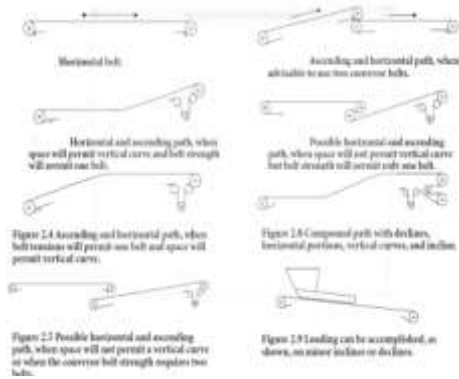 Horizontal belt.
Ascending and horizontal path, when
advisable to use two conveyor belts.
Horizontal and ascending path, when
space will permit vertical curve and belt strength
will permit one belt.
Possible horizontal and ascending
path, when space will not permit vertical curve
but belt strength will permit only one belt.
Figure 2.4 Ascending and horizontal path, when
belt tensions will permit one belt and space will
permit vertical curve.
Figure 2.8 Compound path with declines,
horizontal portions, vertical curves, and incline.
Figure 2.5 Possible horizontal and ascending
path, when space will not permit a vertical curve
or when the conveyor belt strength requires two
belts.
Figure 2.9 Loading can be accomplished, as
shown, on minor inclines or declines.